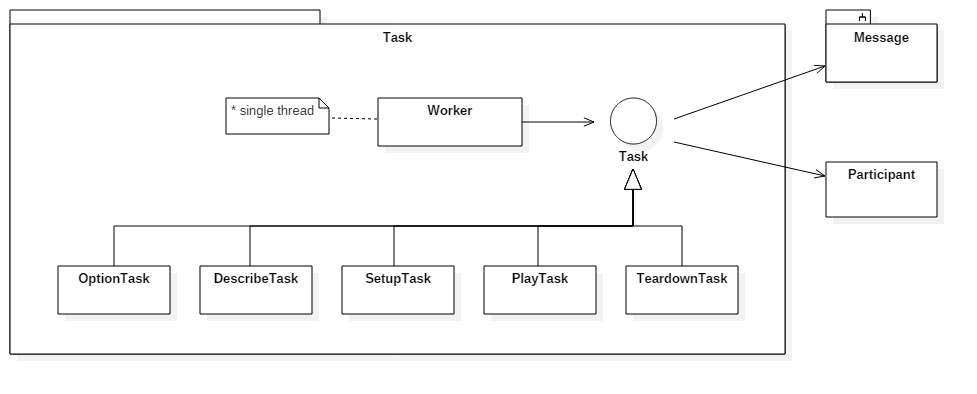 Task
Message
* single thread
Worker
Task
Participant
OptionTask
DescribeTask
SetupTask
PlayTask
TeardownTask